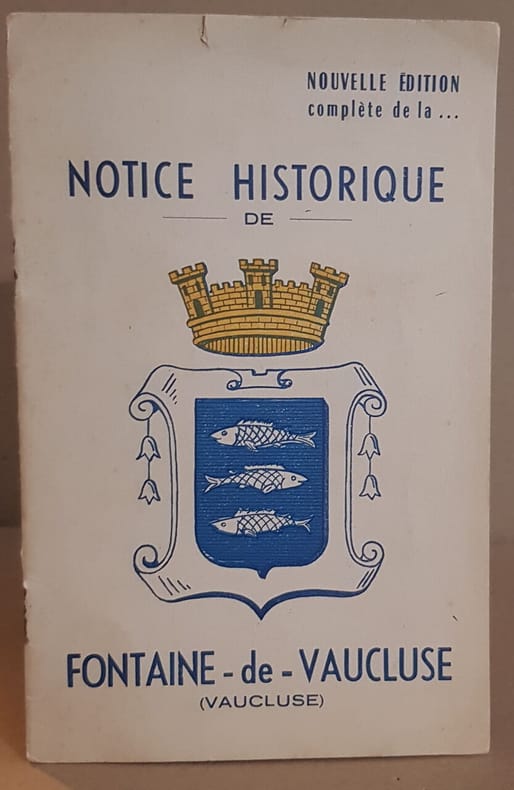 NOUVELLE ÉDITION
complète de la ...
NOTICE HISTORIQUE
DE
FONTAINE - de - VAUCLUSE
(VAUCLUSE)